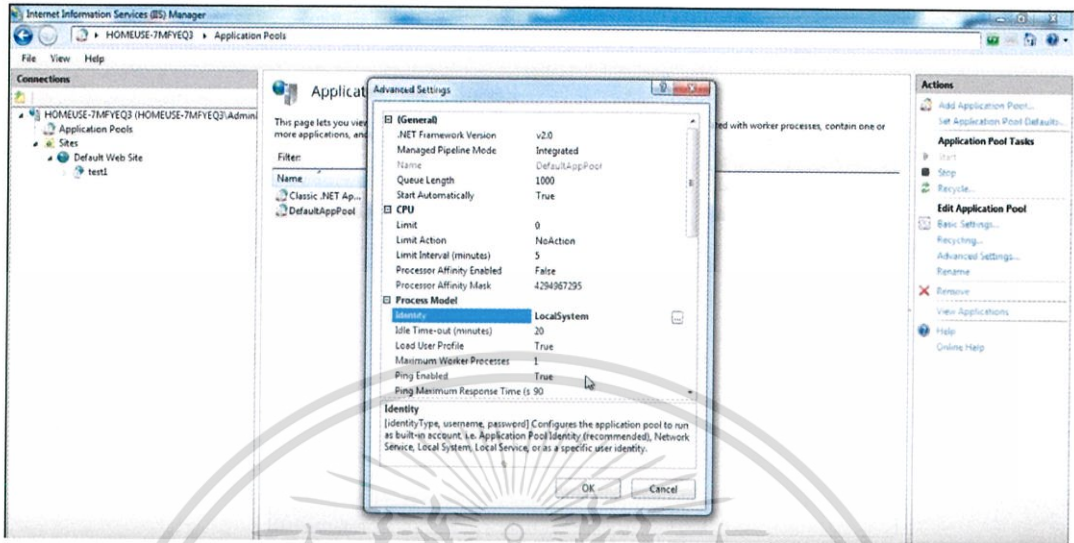 Internet Information Services (IIS) Manager
HOMEUSE-7MFYEQ3 Application Pools
File View Help
Connections
HOMEUSE-7MFYEQ3 (HOMEUSE-7MFYEQ3\Admini
Application Pools
Sites
Default Web Site
test1
Applicat
This page lets you view
more applications, and
ted with worker processes, contain one or
Filter:
Name
Classic .NET Ap...
DefaultAppPool
Advanced Settings
(General)
.NET Framework Version v2.0
Managed Pipeline Mode Integrated
Name DefaultAppPool
Queue Length 1000
Start Automatically True
CPU
Limit 0
Limit Action NoAction
Limit Interval (minutes) 5
Processor Affinity Enabled False
Processor Affinity Mask 4294967295
Process Model
Identity LocalSystem ...
Idle Time-out (minutes) 20
Load User Profile True
Maximum Worker Processes 1
Ping Enabled True
Ping Maximum Response Time (s 90
Identity
[identityType, username, password] Configures the application pool to run
as built-in account, i.e. Application Pool Identity (recommended), Network
Service, Local System, Local Service, or as a specific user identity.
OK Cancel
Actions
Add Application Pool...
Set Application Pool Defaults...
Application Pool Tasks
Start
Stop
Recycle...
Edit Application Pool
Basic Settings...
Recycling...
Advanced Settings...
Rename
Remove
View Applications
Help
Online Help